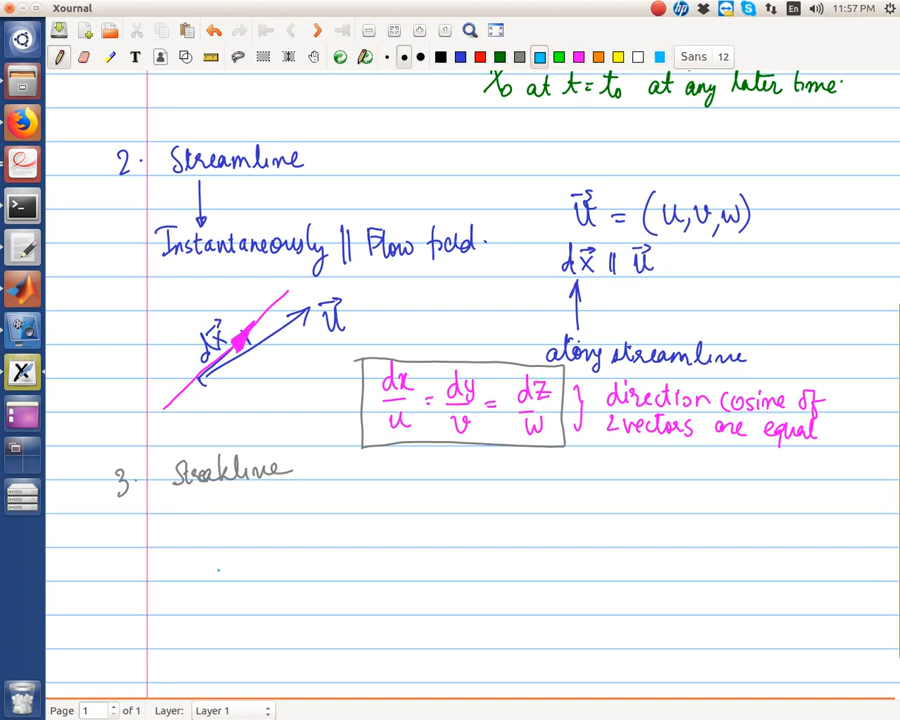 Xournal
En
11:57 PM
Sans 12
X₀ at t = t₀ at any later time.
2. Streamline
Instantaneously || Flow field.
U⃗ = (u, v, w)
dx⃗ || U⃗
dx⃗
U⃗
along streamline
dx/u = dy/v = dz/w } direction cosine of
2 vectors are equal
3. Streakline
Page 1 of 1 Layer: Layer 1